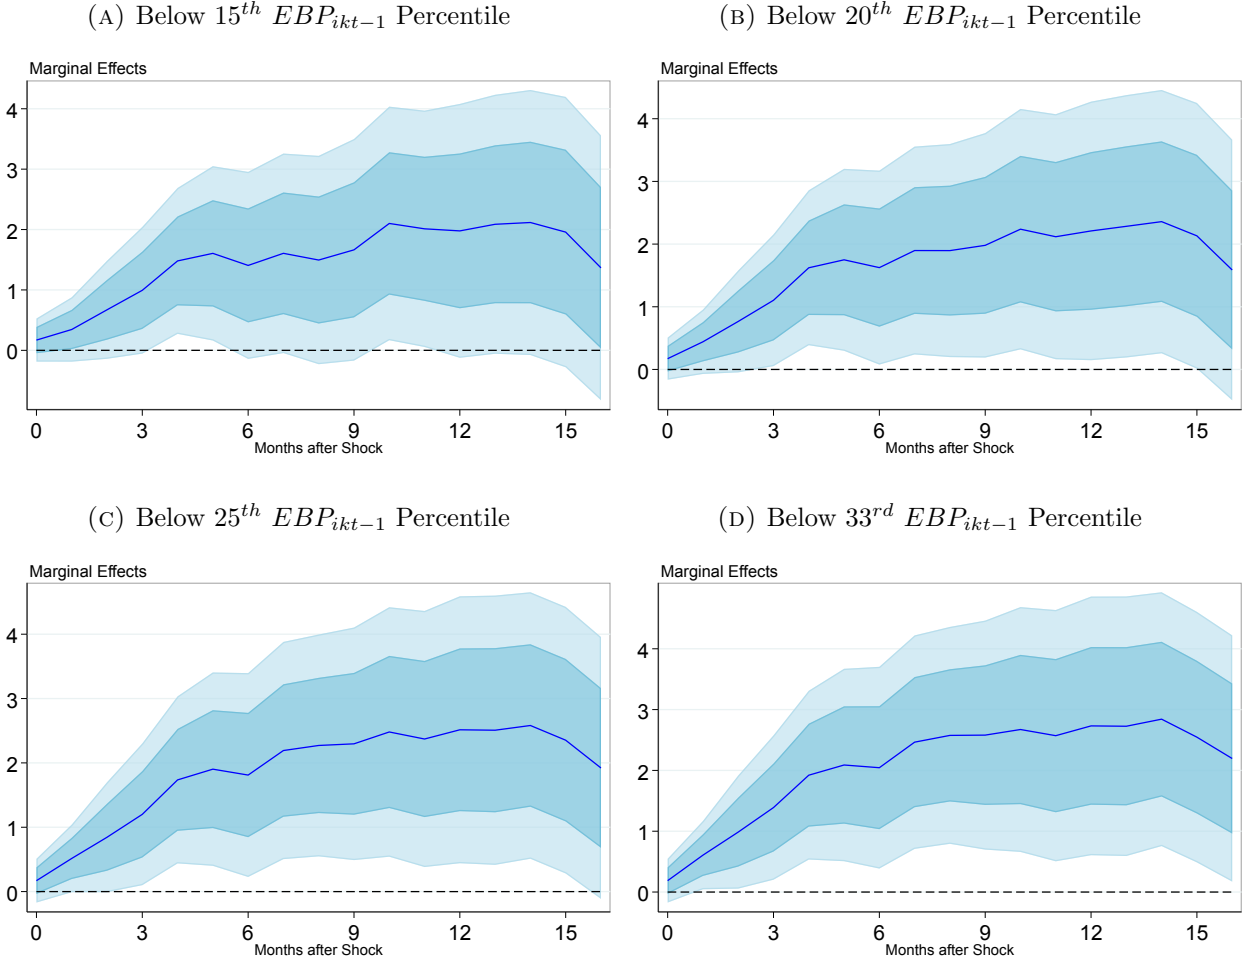 (A) Below 15th EBPikt−1 Percentile
Marginal Effects
4
3
2
1
0
0 3 6 9 12 15
Months after Shock
(B) Below 20th EBPikt−1 Percentile
Marginal Effects
4
3
2
1
0
0 3 6 9 12 15
Months after Shock
(C) Below 25th EBPikt−1 Percentile
Marginal Effects
4
3
2
1
0
0 3 6 9 12 15
Months after Shock
(D) Below 33rd EBPikt−1 Percentile
Marginal Effects
4
3
2
1
0
0 3 6 9 12 15
Months after Shock